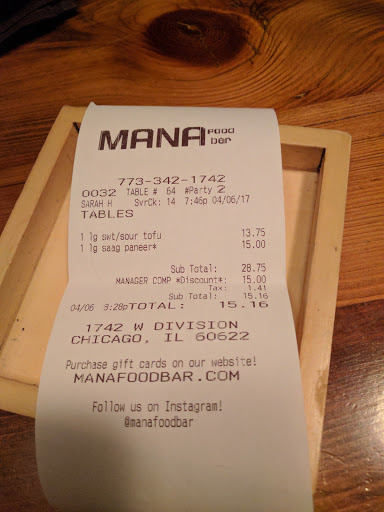 MANA FOOD bar
773-342-1742
0032 TABLE # 64 #Party 2
SARAH H SvrCk: 14 7:46p 04/06/17
TABLES
1 lg swt/sour tofu 13.75
1 lg saag paneer* 15.00
Sub Total: 28.75
MANAGER COMP *Discount*: 15.00
Tax: 1.41
Sub Total: 15.16
04/06 8:28p TOTAL: 15.16
1742 W DIVISION
CHICAGO, IL 60622
Purchase gift cards on our website!
MANAFOODBAR.COM
Follow us on Instagram!
@manafoodbar